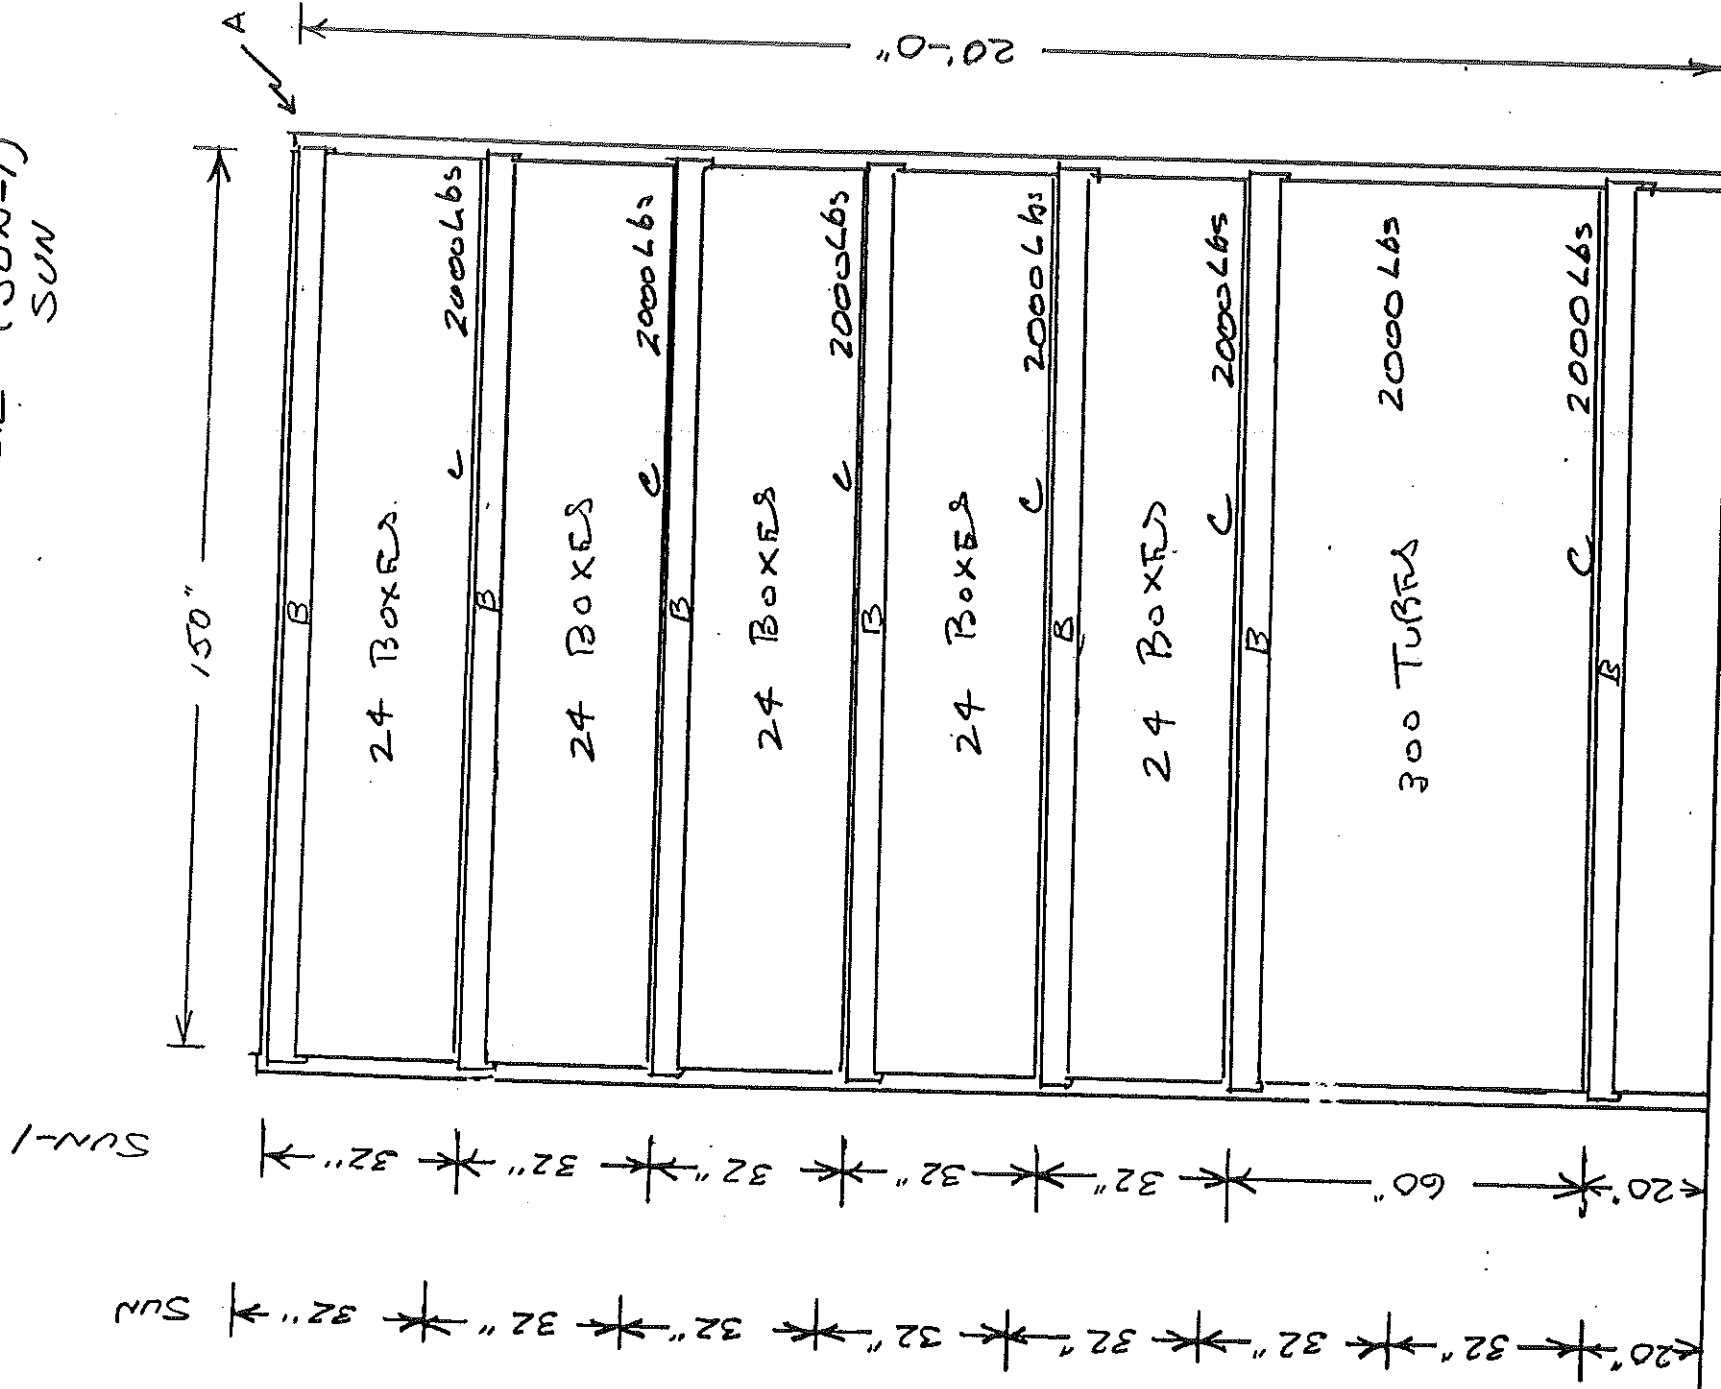 (SUN-1)
SUN
A
20'-0"
150"
B
24 BOXES C 2000 Lbs
B
24 BOXES C 2000 Lbs
B
24 BOXES C 2000 Lbs
B
24 BOXES C 2000 Lbs
B
24 BOXES C 2000 Lbs
B
300 TUBES 2000 Lbs
C 2000 Lbs
B
SUN-1 32" 32" 32" 32" 32" 60" 20"
SUN 32" 32" 32" 32" 32" 32" 32" 20"